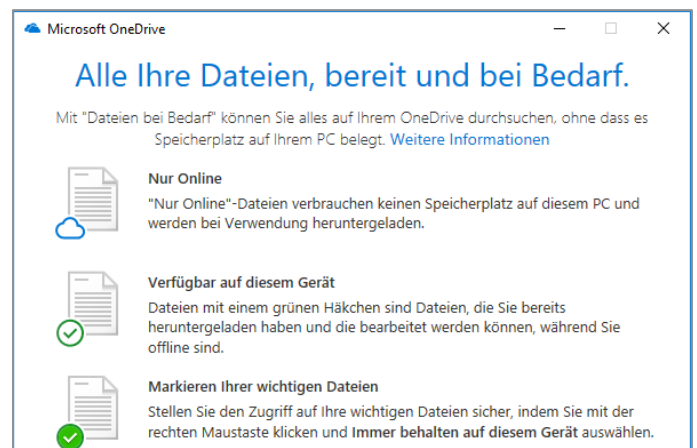 Microsoft OneDrive
Alle Ihre Dateien, bereit und bei Bedarf.
Mit "Dateien bei Bedarf" können Sie alles auf Ihrem OneDrive durchsuchen, ohne dass es
Speicherplatz auf Ihrem PC belegt. Weitere Informationen
Nur Online
"Nur Online"-Dateien verbrauchen keinen Speicherplatz auf diesem PC und
werden bei Verwendung heruntergeladen.
Verfügbar auf diesem Gerät
Dateien mit einem grünen Häkchen sind Dateien, die Sie bereits
heruntergeladen haben und die bearbeitet werden können, während Sie
offline sind.
Markieren Ihrer wichtigen Dateien
Stellen Sie den Zugriff auf Ihre wichtigen Dateien sicher, indem Sie mit der
rechten Maustaste klicken und Immer behalten auf diesem Gerät auswählen.